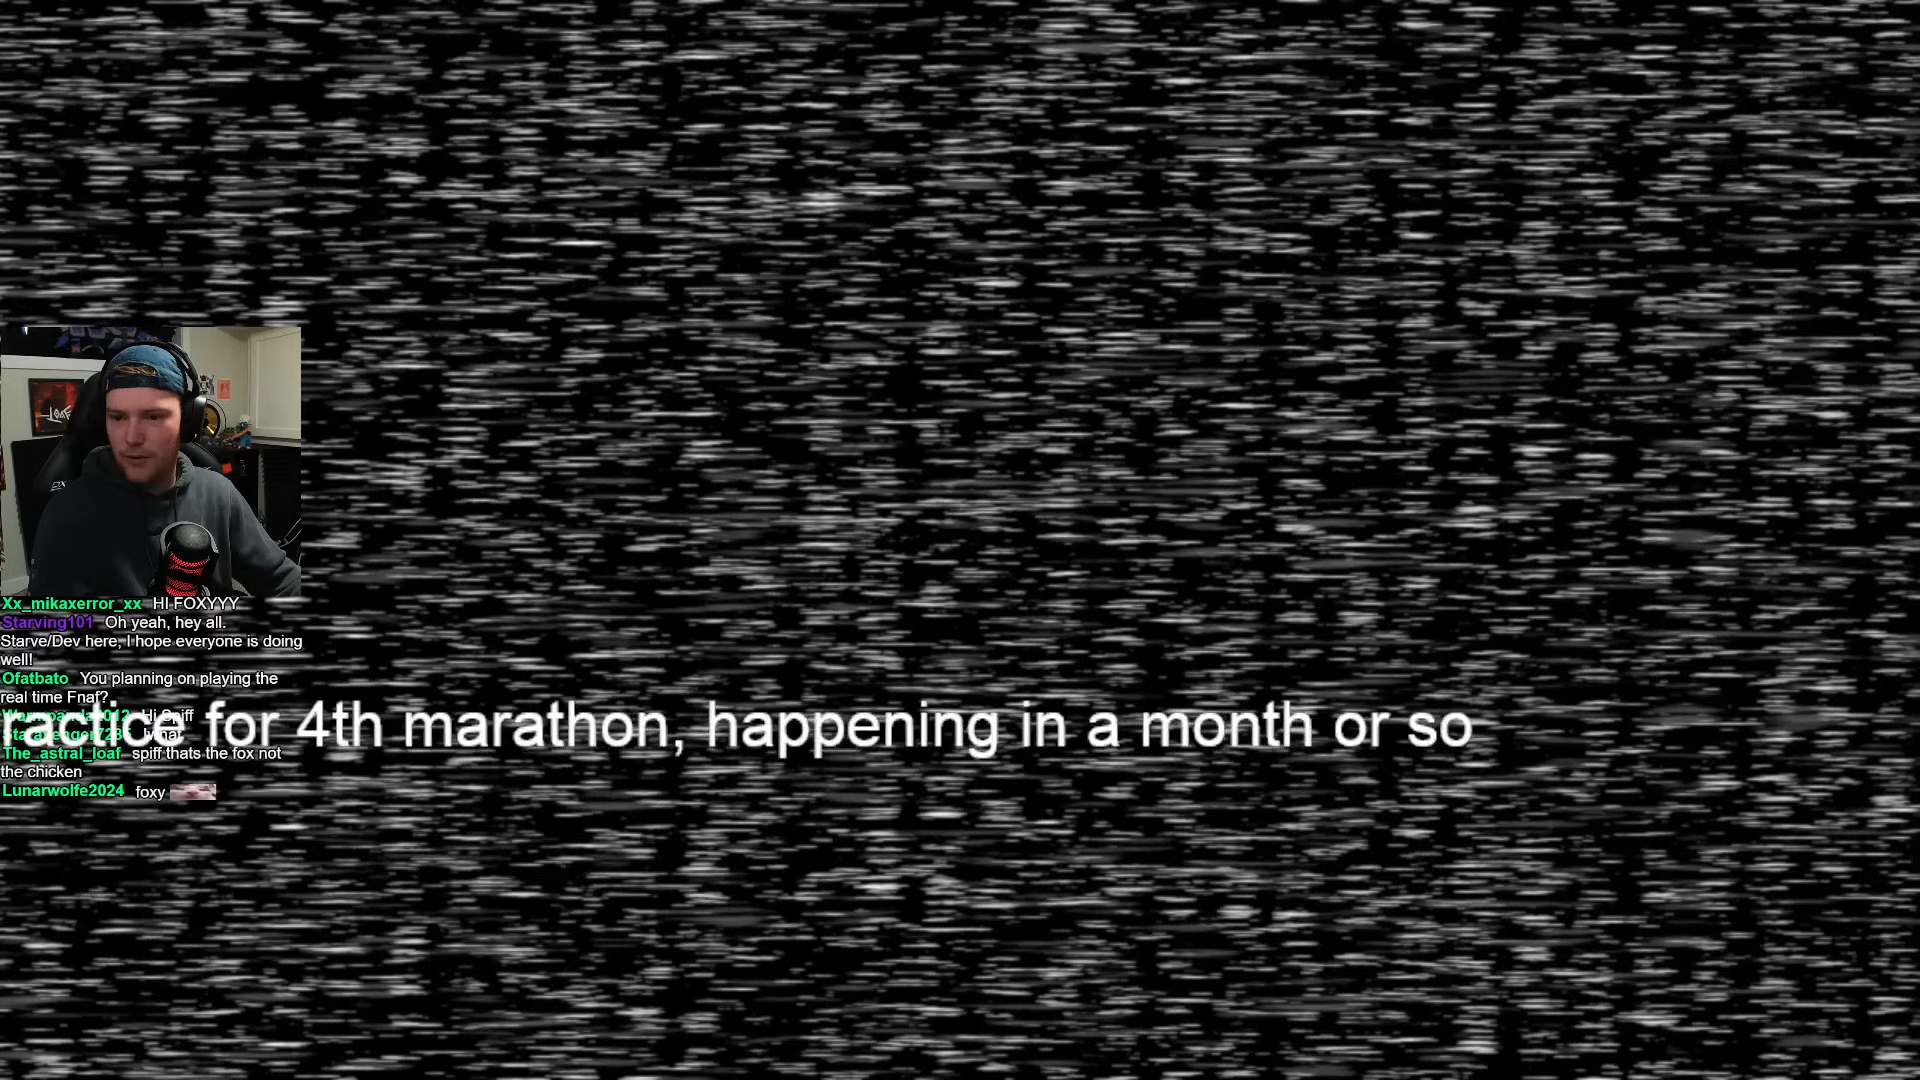 Xx_mikaxerror_xx HI FOXYYY
Starving101 Oh yeah, hey all.
Starve/Dev here, I hope everyone is doing
well!
Ofatbato You planning on playing the
real time Fnaf?
Hi Spiff
for 4th marathon, happening in a month or so
what
The_astral_loaf spiff thats the fox not
the chicken
Lunarwolfe2024 foxy